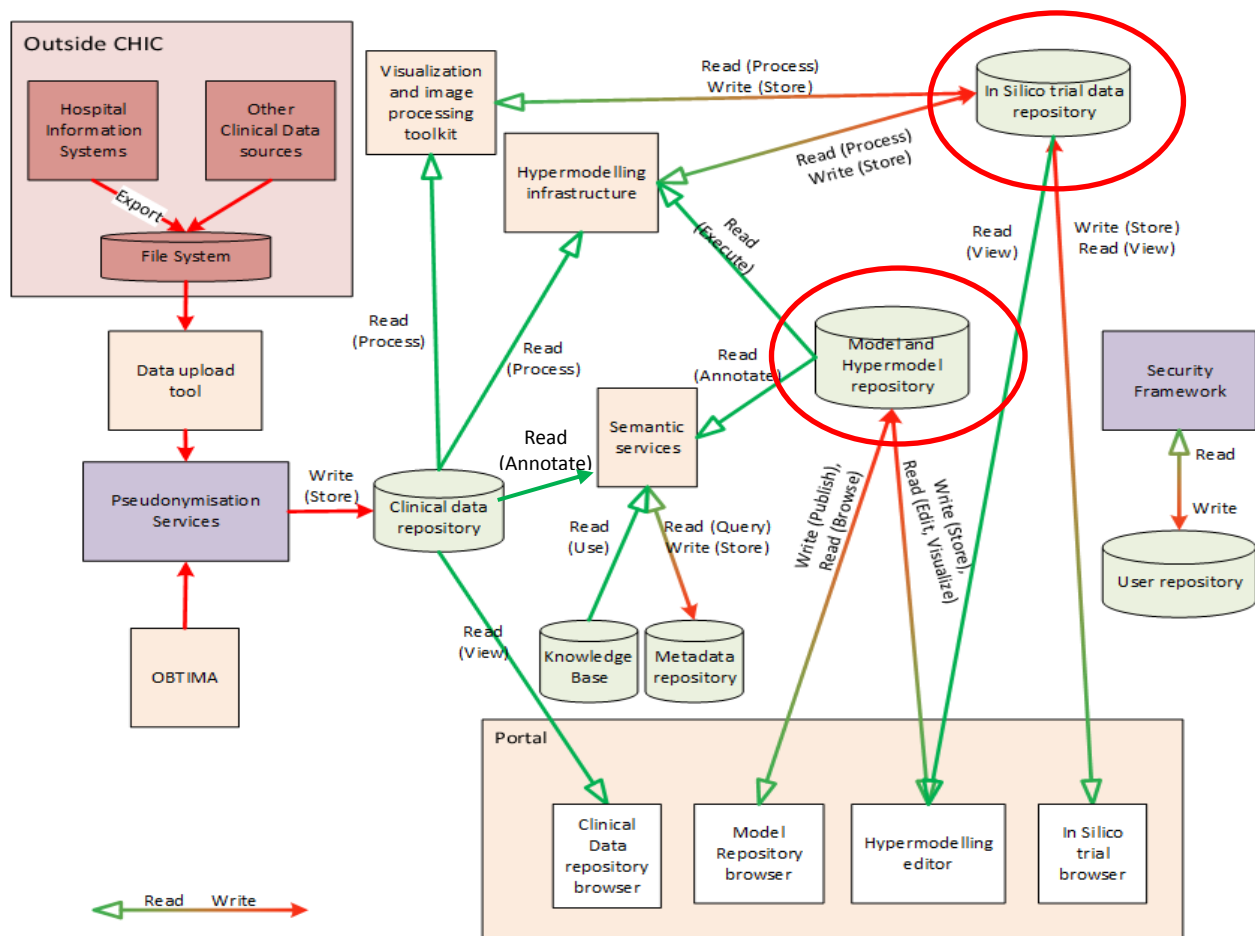 Outside CHIC
Hospital
Information
Systems
Other
Clinical Data
sources
Export
File System
Data upload
tool
Pseudonymisation
Services
OBTIMA
Write
(Store)
Clinical data
repository
Visualization
and image
processing
toolkit
Read (Process)
Write (Store)
In Silico trial data
repository
Hypermodelling
infrastructure
Read (Process)
Write (Store)
Read
(Execute)
Read
(View)
Write (Store)
Read (View)
Read
(Process)
Read
(Process)
Model and
Hypermodel
repository
Read
(Annotate)
Security
Framework
Read
(Annotate)
Semantic
services
Read
Write
User repository
Read
(Use)
Read (Query)
Write (Store)
Write (Publish),
Read (Browse)
Write (Store),
Read (Edit, Visualize)
Read
(View)
Knowledge
Base
Metadata
repository
Portal
Clinical
Data
repository
browser
Model
Repository
browser
Hypermodelling
editor
In Silico
trial
browser
Read Write